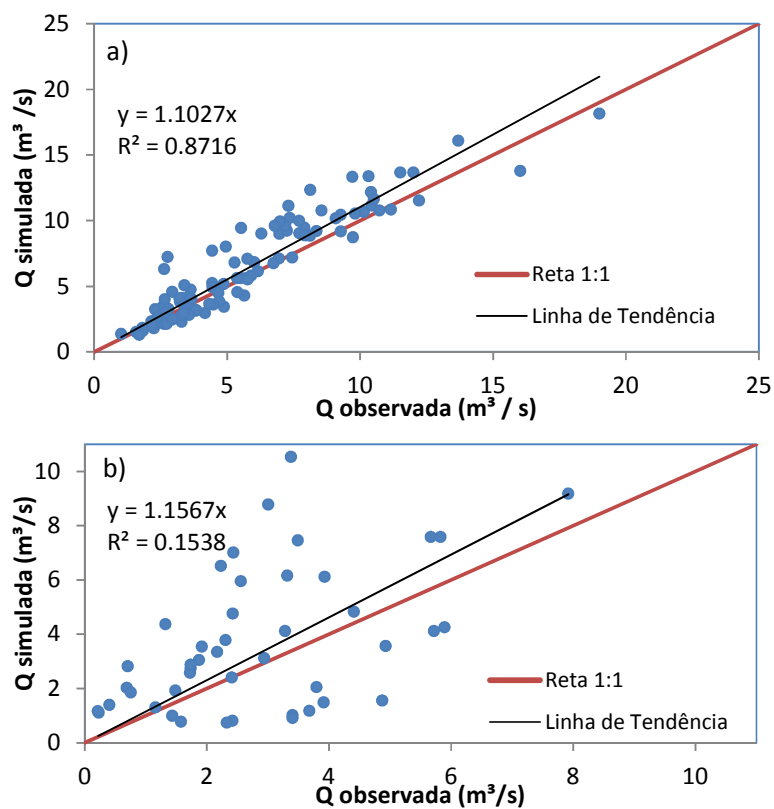 a)
y = 1.1027x
R² = 0.8716
Q simulada (m³ /s)
25
20
15
10
5
0
Reta 1:1
Linha de Tendência
0 5 10 15 20 25
Q observada (m³ / s)
b)
y = 1.1567x
R² = 0.1538
Q simulada (m³/s)
10
8
6
4
2
0
Reta 1:1
Linha de Tendência
0 2 4 6 8 10
Q observada (m³/s)